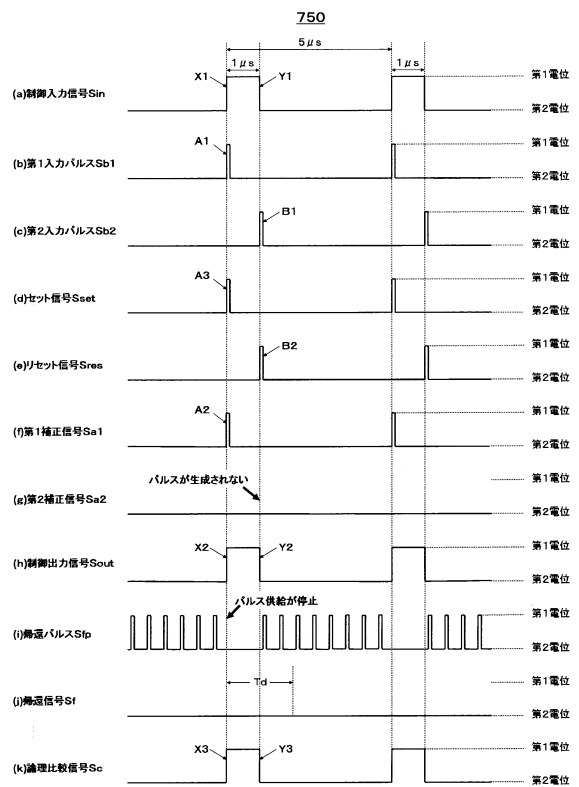 750
5μs
1μs
1μs
X1
Y1
第1電位
(a)制御入力信号Sin
第2電位
A1
第1電位
(b)第1入力パルスSb1
第2電位
B1
第1電位
(c)第2入力パルスSb2
第2電位
A3
第1電位
(d)セット信号Sset
第2電位
B2
第1電位
(e)リセット信号Sres
第2電位
A2
第1電位
(f)第1補正信号Sa1
第2電位
パルスが生成されない
第1電位
(g)第2補正信号Sa2
第2電位
X2
Y2
第1電位
(h)制御出力信号Sout
第2電位
パルス供給が停止
第1電位
(i)帰還パルスSfp
第2電位
Td
第1電位
(j)帰還信号Sf
第2電位
X3
Y3
第1電位
(k)論理比較信号Sc
第2電位